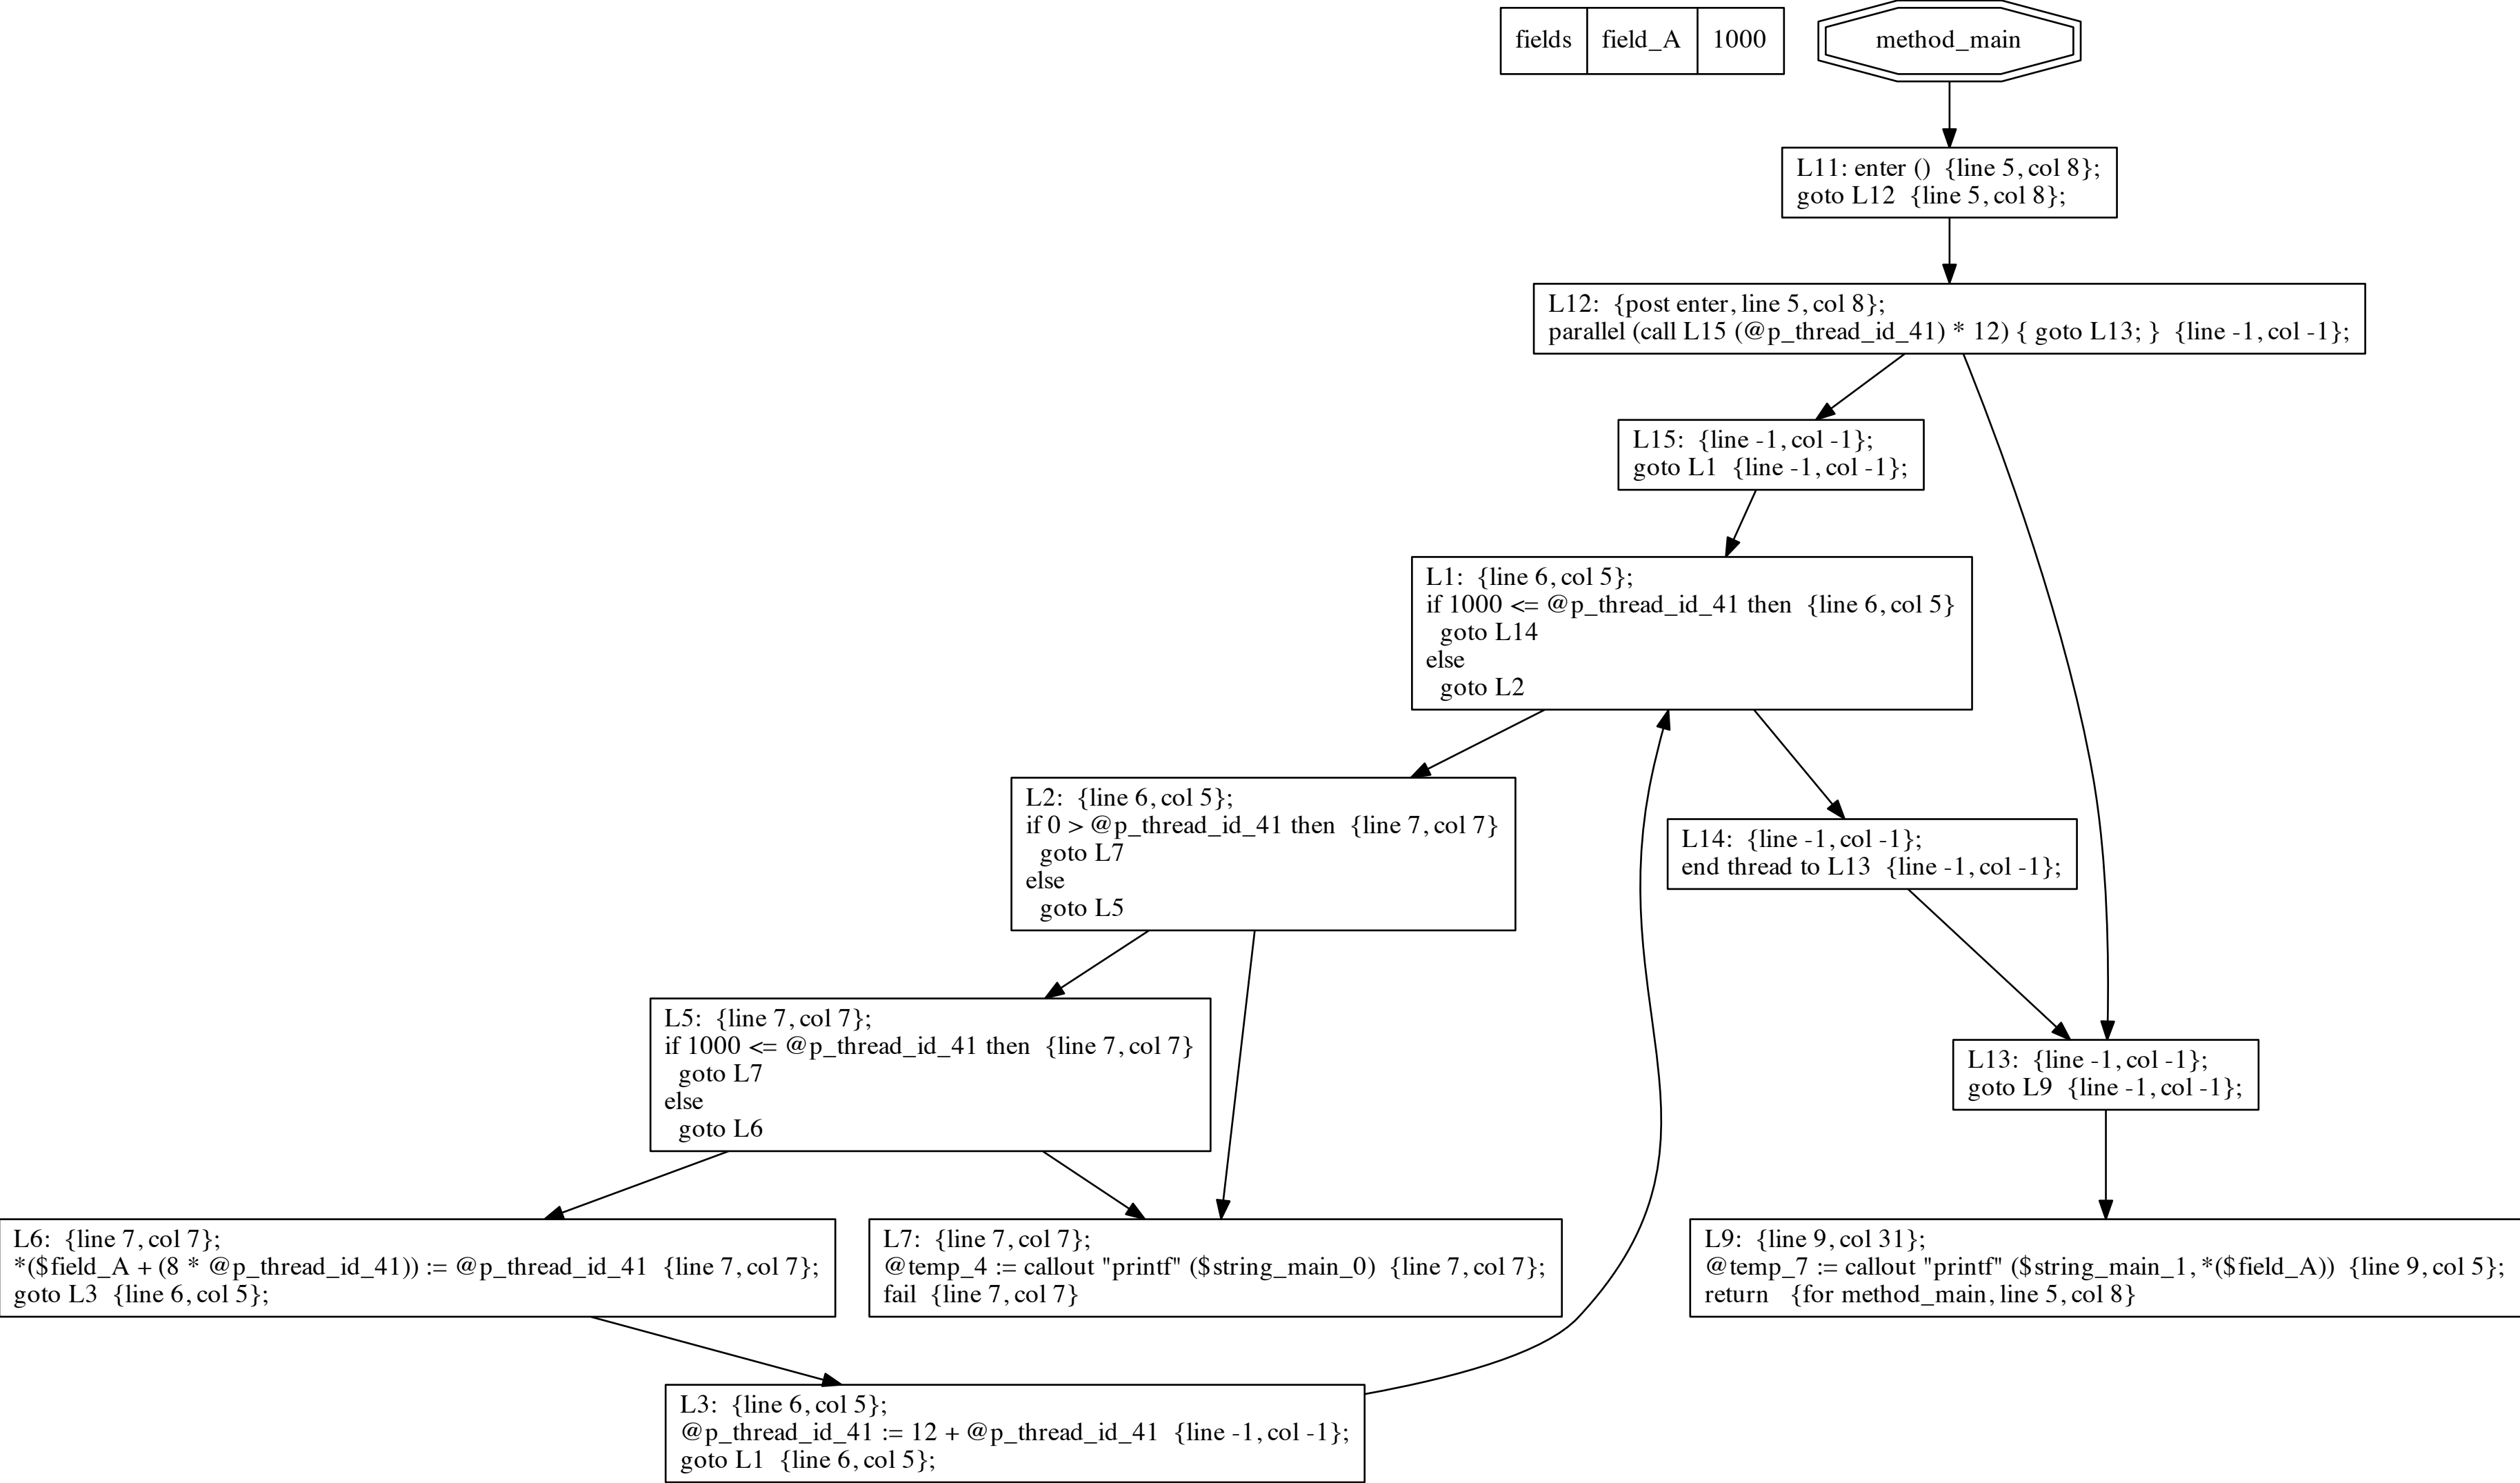 fields field_A 1000
method_main
L11: enter ()  {line 5, col 8};
goto L12  {line 5, col 8};
L12:  {post enter, line 5, col 8};
parallel (call L15 (@p_thread_id_41) * 12) { goto L13; }  {line -1, col -1};
L15:  {line -1, col -1};
goto L1  {line -1, col -1};
L1:  {line 6, col 5};
if 1000 <= @p_thread_id_41 then  {line 6, col 5}
  goto L14
else
  goto L2
L2:  {line 6, col 5};
if 0 > @p_thread_id_41 then  {line 7, col 7}
  goto L7
else
  goto L5
L14:  {line -1, col -1};
end thread to L13  {line -1, col -1};
L5:  {line 7, col 7};
if 1000 <= @p_thread_id_41 then  {line 7, col 7}
  goto L7
else
  goto L6
L13:  {line -1, col -1};
goto L9  {line -1, col -1};
L6:  {line 7, col 7};
*($field_A + (8 * @p_thread_id_41)) := @p_thread_id_41  {line 7, col 7};
goto L3  {line 6, col 5};
L7:  {line 7, col 7};
@temp_4 := callout "printf" ($string_main_0)  {line 7, col 7};
fail  {line 7, col 7}
L9:  {line 9, col 31};
@temp_7 := callout "printf" ($string_main_1, *($field_A))  {line 9, col 5};
return   {for method_main, line 5, col 8}
L3:  {line 6, col 5};
@p_thread_id_41 := 12 + @p_thread_id_41  {line -1, col -1};
goto L1  {line 6, col 5};